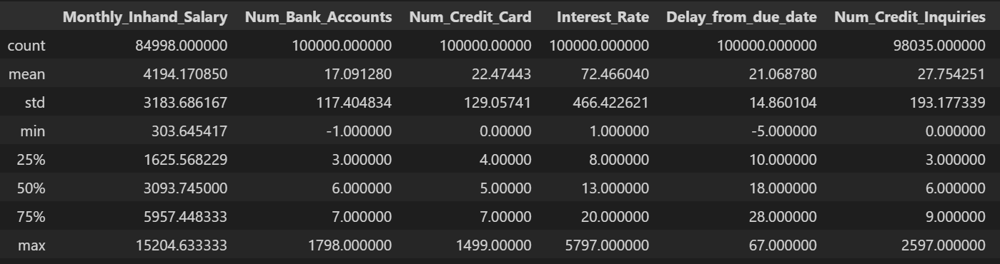 Monthly_Inhand_Salary Num_Bank_Accounts Num_Credit_Card Interest_Rate Delay_from_due_date Num_Credit_Inquiries
count 84998.000000 100000.000000 100000.00000 100000.000000 100000.000000 98035.000000
mean 4194.170850 17.091280 22.47443 72.466040 21.068780 27.754251
std 3183.686167 117.404834 129.05741 466.422621 14.860104 193.177339
min 303.645417 -1.000000 0.00000 1.000000 -5.000000 0.000000
25% 1625.568229 3.000000 4.00000 8.000000 10.000000 3.000000
50% 3093.745000 6.000000 5.00000 13.000000 18.000000 6.000000
75% 5957.448333 7.000000 7.00000 20.000000 28.000000 9.000000
max 15204.633333 1798.000000 1499.00000 5797.000000 67.000000 2597.000000